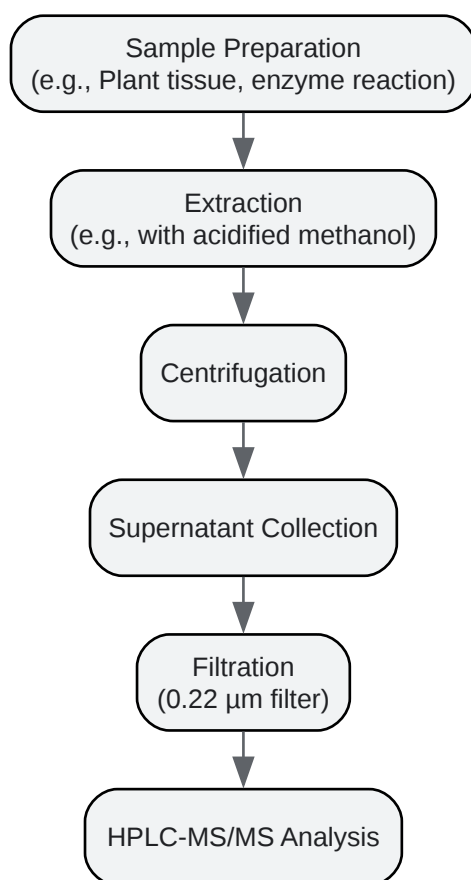 Sample Preparation
(e.g., Plant tissue, enzyme reaction)
Extraction
(e.g., with acidified methanol)
Centrifugation
Supernatant Collection
Filtration
(0.22 µm filter)
HPLC-MS/MS Analysis